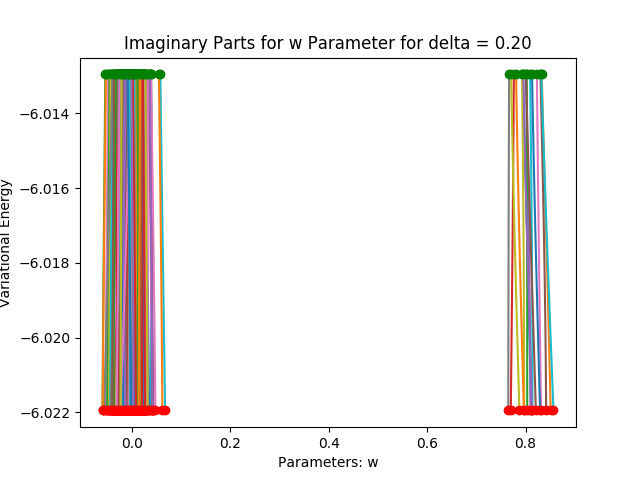 Imaginary Parts for w Parameter for delta = 0.20
Variational Energy
−6.014
−6.016
−6.018
−6.020
−6.022
0.0 0.2 0.4 0.6 0.8
Parameters: w